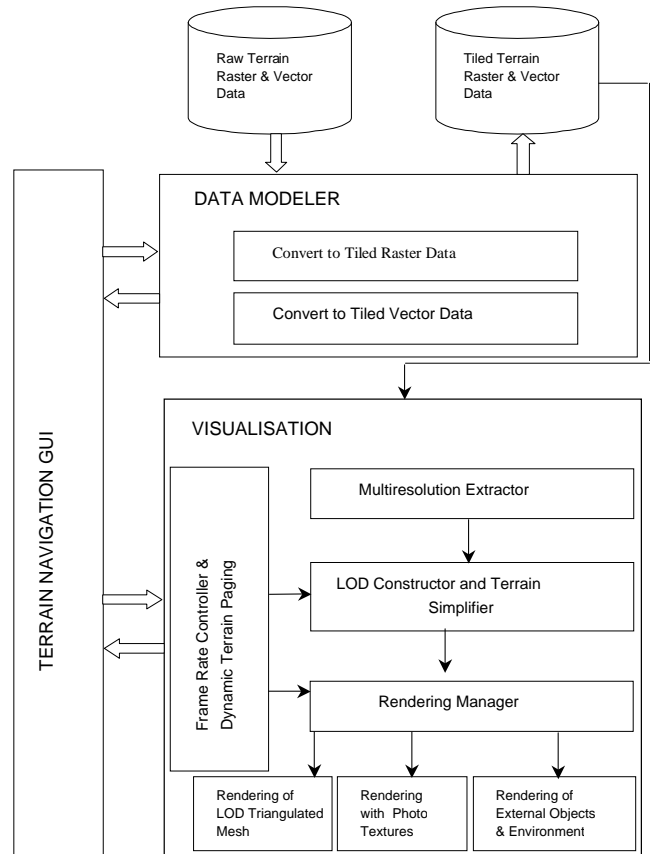 Raw Terrain
Raster & Vector
Data
Tiled Terrain
Raster & Vector
Data
DATA MODELER
Convert to Tiled Raster Data
Convert to Tiled Vector Data
TERRAIN NAVIGATION GUI
VISUALISATION
Frame Rate Controller &
Dynamic Terrain Paging
Multiresolution Extractor
LOD Constructor and Terrain
Simplifier
Rendering Manager
Rendering of
LOD Triangulated
Mesh
Rendering
with Photo
Textures
Rendering of
External Objects
& Environment